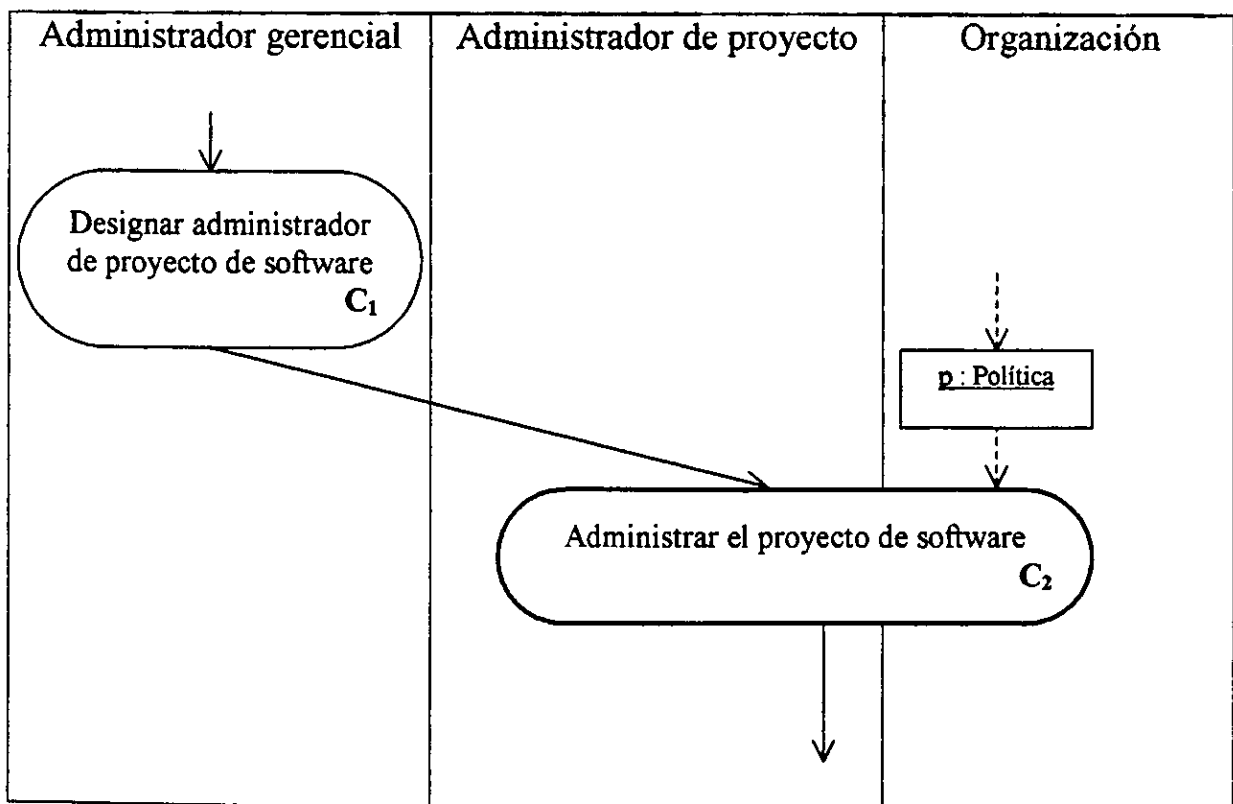 Administrador gerencial
Administrador de proyecto
Organización
Designar administrador
de proyecto de software
C₁
p : Política
Administrar el proyecto de software
C₂